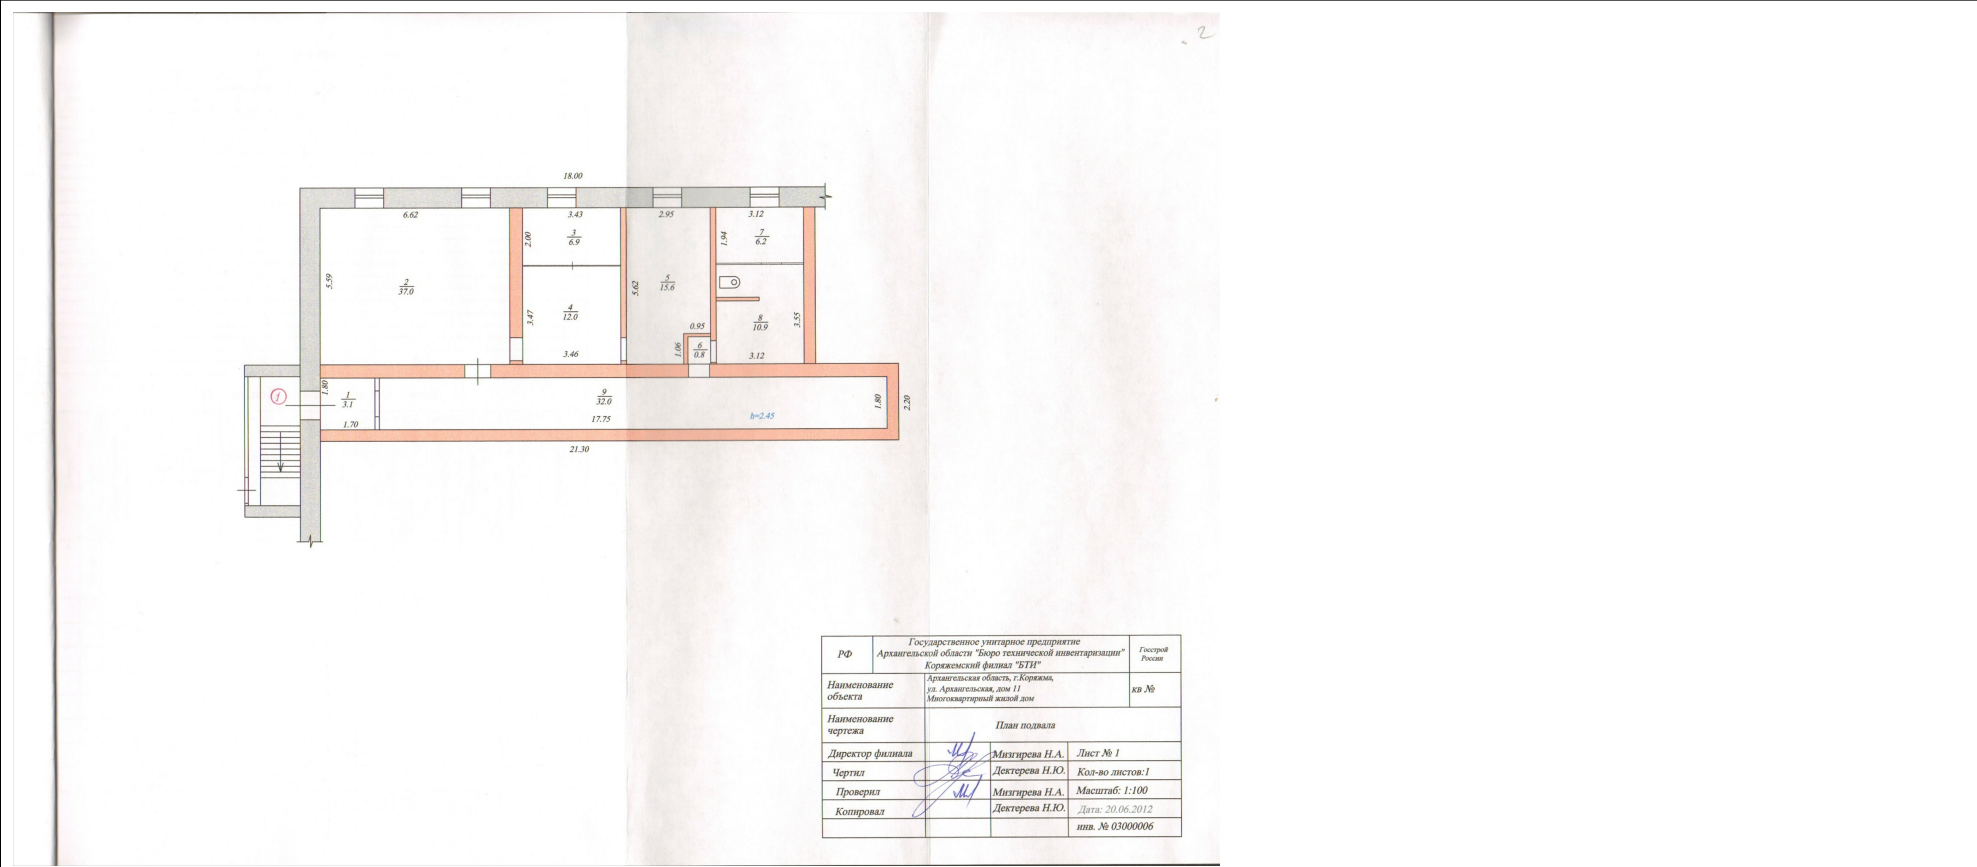 2
18.00
6.62
3.43
2.95
3.12
2.00
3
6.9
1.94
7
6.2
5.59
2
37.0
5.62
5
15.6
3.47
4
12.0
8
10.9
3.55
0.95
1.06
6
0.8
3.46
3.12
1
1.80
1
3.1
9
32.0
1.80
2.20
1.70
17.75
h=2.45
21.30
РФ
Государственное унитарное предприятие
Архангельской области "Бюро технической инвентаризации"
Коряжемский филиал "БТИ"
Госстрой
России
Наименование
объекта
Архангельская область, г.Коряжма,
ул. Архангельская, дом 11
Многоквартирный жилой дом
кв №
Наименование
чертежа
План подвала
Директор филиала
Мизгирева Н.А.
Лист № 1
Чертил
Дектерева Н.Ю.
Кол-во листов:1
Проверил
Мизгирева Н.А.
Масштаб: 1:100
Копировал
Дектерева Н.Ю.
Дата: 20.06.2012
инв. № 03000006